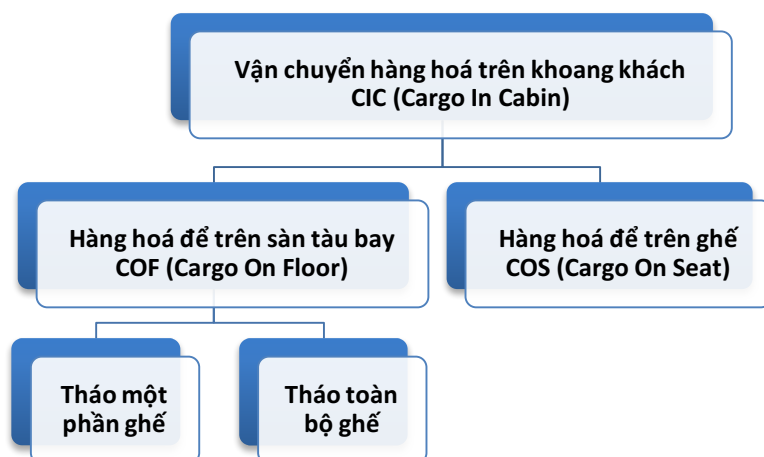 Vận chuyển hàng hoá trên khoang khách
CIC (Cargo In Cabin)
Hàng hoá để trên sàn tàu bay
COF (Cargo On Floor)
Hàng hoá để trên ghế
COS (Cargo On Seat)
Tháo một
phần ghế
Tháo toàn
bộ ghế